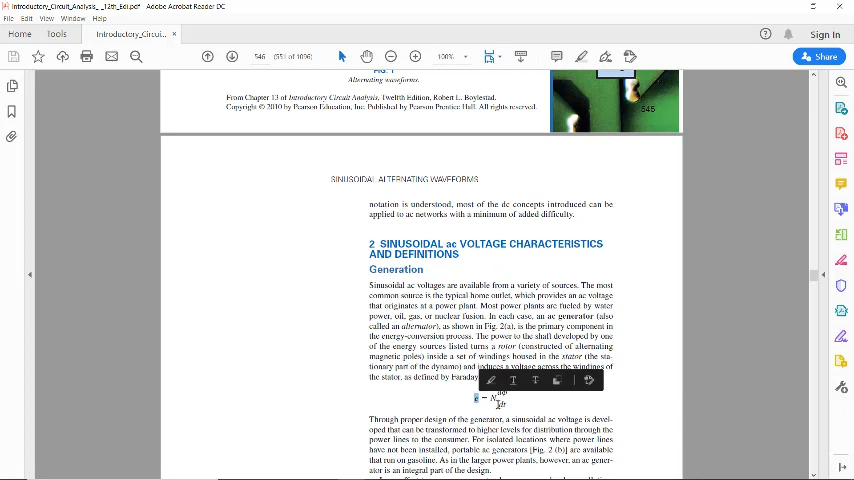 Introductory_Circuit_Analysis_ _12th_Edi.pdf - Adobe Acrobat Reader DC
File Edit View Window Help
Home Tools Introductory_Circui... ×
Sign In
546 (551 of 1096) 100%
Share
FIG. 1
Alternating waveforms.
From Chapter 13 of Introductory Circuit Analysis, Twelfth Edition, Robert L. Boylestad.
Copyright © 2010 by Pearson Education, Inc. Published by Pearson Prentice Hall. All rights reserved.
545
SINUSOIDAL ALTERNATING WAVEFORMS
notation is understood, most of the dc concepts introduced can be
applied to ac networks with a minimum of added difficulty.
2 SINUSOIDAL ac VOLTAGE CHARACTERISTICS
AND DEFINITIONS
Generation
Sinusoidal ac voltages are available from a variety of sources. The most
common source is the typical home outlet, which provides an ac voltage
that originates at a power plant. Most power plants are fueled by water
power, oil, gas, or nuclear fusion. In each case, an ac generator (also
called an alternator), as shown in Fig. 2(a), is the primary component in
the energy-conversion process. The power to the shaft developed by one
of the energy sources listed turns a rotor (constructed of alternating
magnetic poles) inside a set of windings housed in the stator (the sta-
tionary part of the dynamo) and induces a voltage across the windings of
the stator, as defined by Faraday
e = N dφ
dt
Through proper design of the generator, a sinusoidal ac voltage is devel-
oped that can be transformed to higher levels for distribution through the
power lines to the consumer. For isolated locations where power lines
have not been installed, portable ac generators [Fig. 2 (b)] are available
that run on gasoline. As in the larger power plants, however, an ac gener-
ator is an integral part of the design.